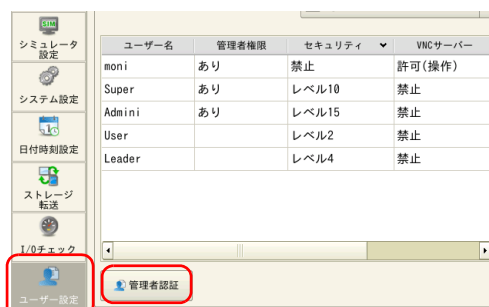 SIM
シミュレータ
設定
システム設定
日付時刻設定
ストレージ
転送
I/Oチェック
ユーザー設定
ユーザー名 管理者権限 セキュリティ VNCサーバー
moni あり 禁止 許可(操作)
Super あり レベル10 禁止
Admini あり レベル15 禁止
User レベル2 禁止
Leader レベル4 禁止
管理者認証